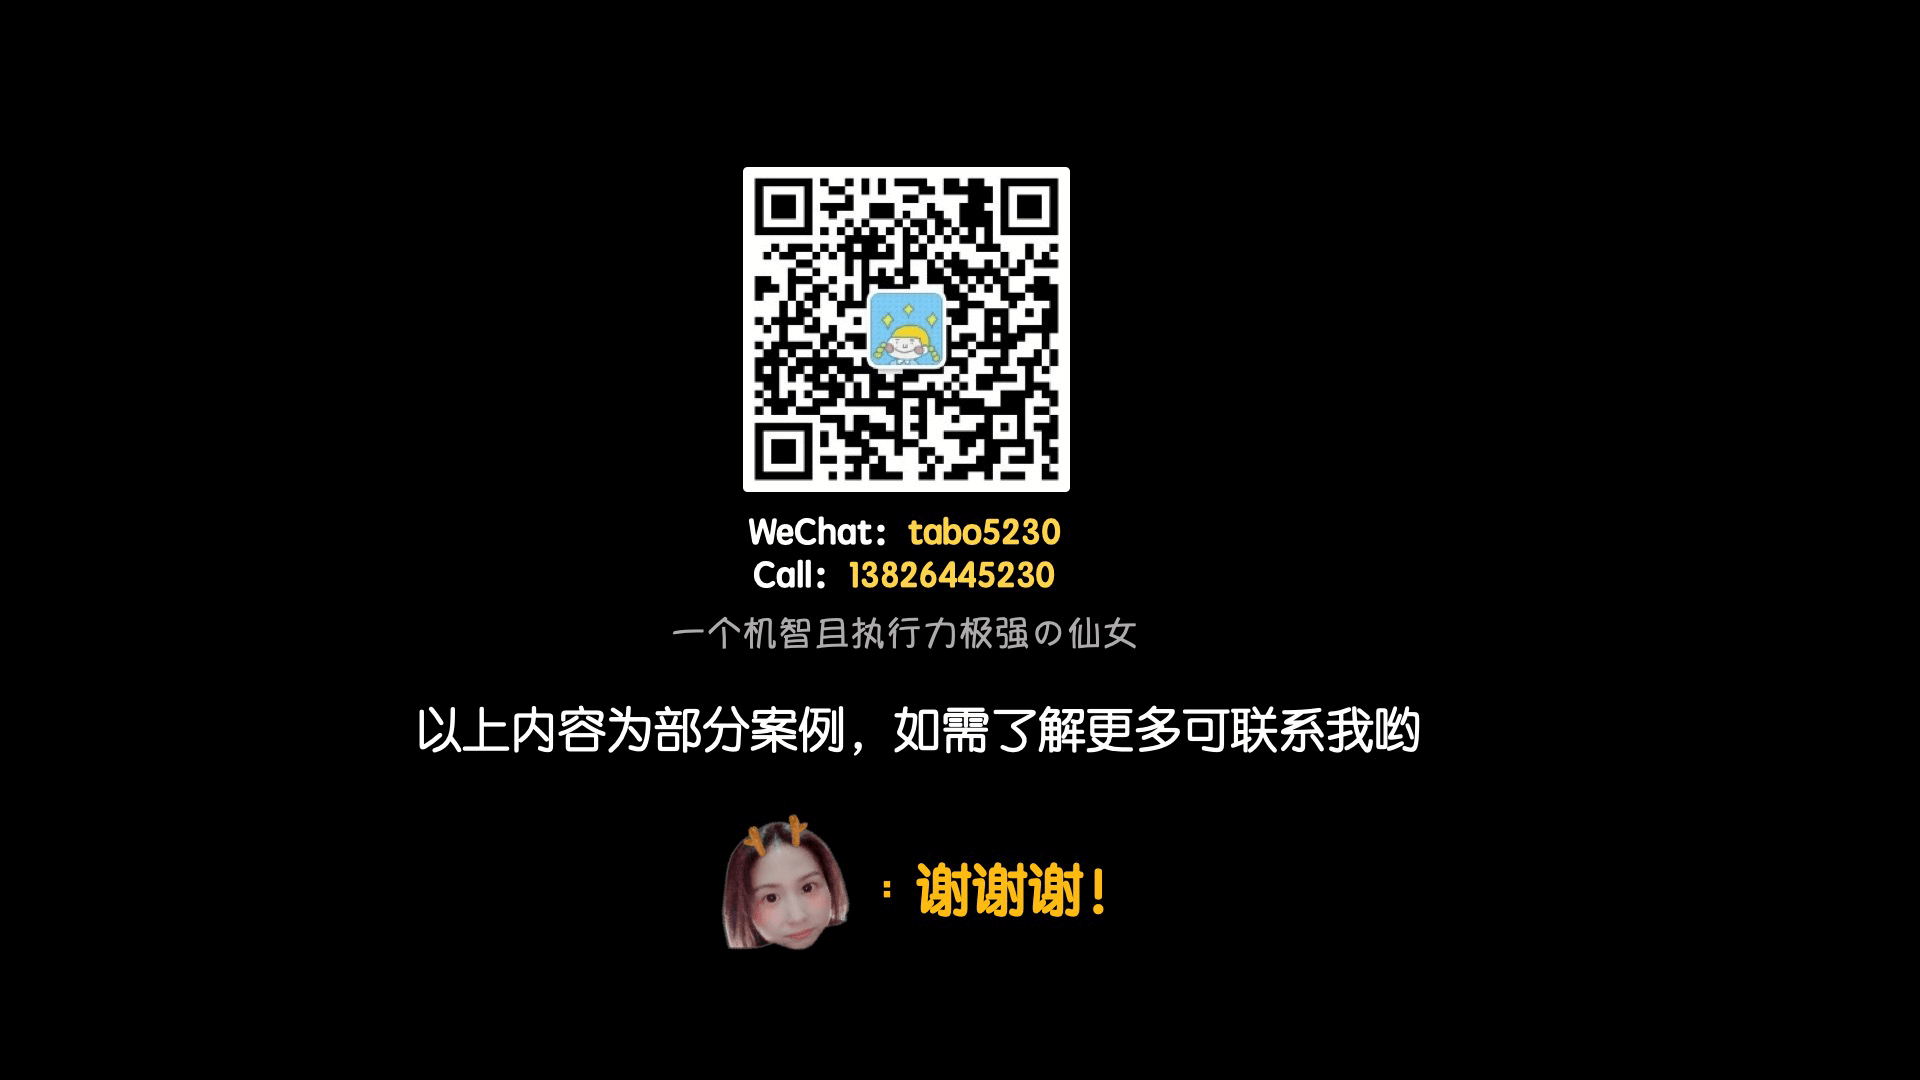 WeChat：tabo5230
Call：13826445230
一个机智且执行力极强の仙女
以上内容为部分案例，如需了解更多可联系我哟
：谢谢谢！